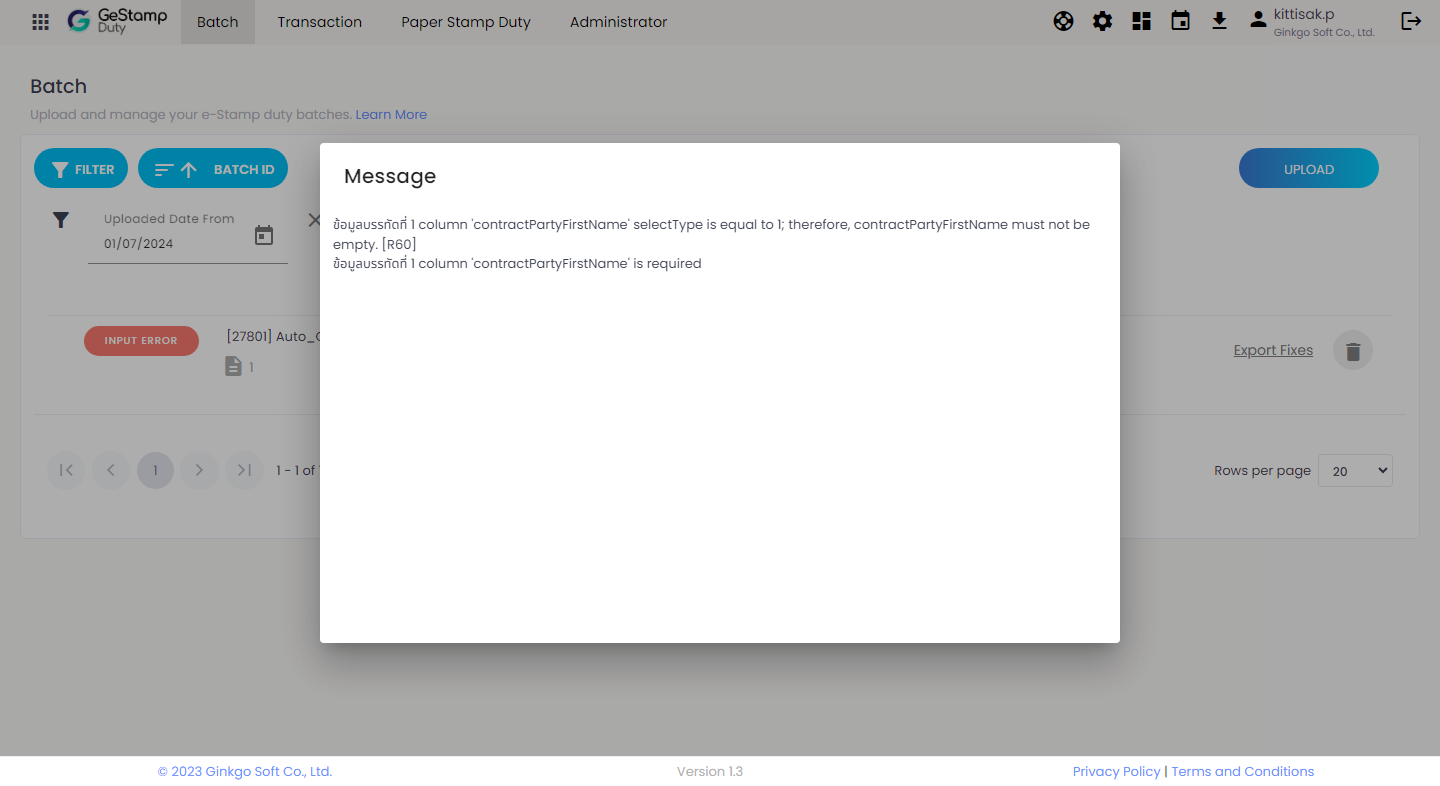 GeStamp
Duty
Batch
Transaction
Paper Stamp Duty
Administrator
kittisak.p
Ginkgo Soft Co., Ltd.
Batch
Upload and manage your e-Stamp duty batches. Learn More
FILTER
BATCH ID
UPLOAD
Uploaded Date From
01/07/2024
Message
ข้อมูลบรรทัดที่ 1 column 'contractPartyFirstName' selectType is equal to 1; therefore, contractPartyFirstName must not be
empty. [R60]
ข้อมูลบรรทัดที่ 1 column 'contractPartyFirstName' is required
INPUT ERROR
[27801] Auto_
1
Export Fixes
1
1 - 1 of
Rows per page
20
© 2023 Ginkgo Soft Co., Ltd.
Version 1.3
Privacy Policy | Terms and Conditions